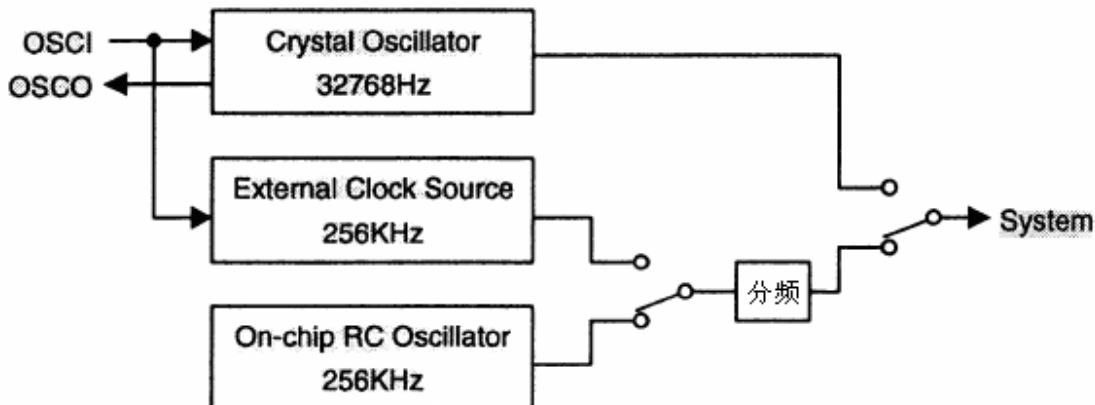 OSCI
OSCO
Crystal Oscillator
32768Hz
External Clock Source
256KHz
On-chip RC Oscillator
256KHz
分频
System